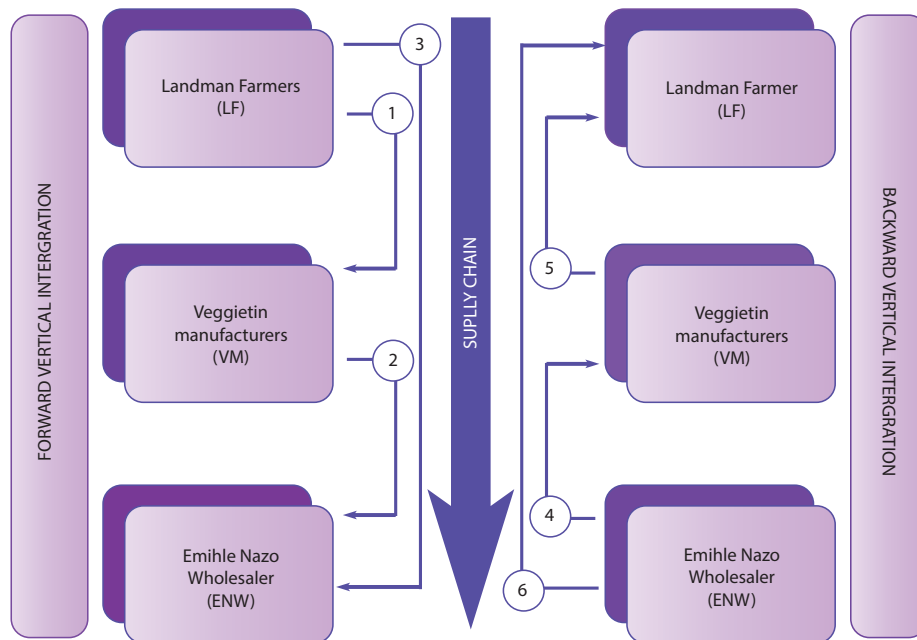 FORWARD VERTICAL INTERGRATION
Landman Farmers
(LF)
3
1
Veggietin
manufacturers
(VM)
2
Emihle Nazo
Wholesaler
(ENW)
SUPLLY CHAIN
Landman Farmer
(LF)
5
Veggietin
manufacturers
(VM)
4
Emihle Nazo
Wholesaler
(ENW)
6
BACKWARD VERTICAL INTERGRATION